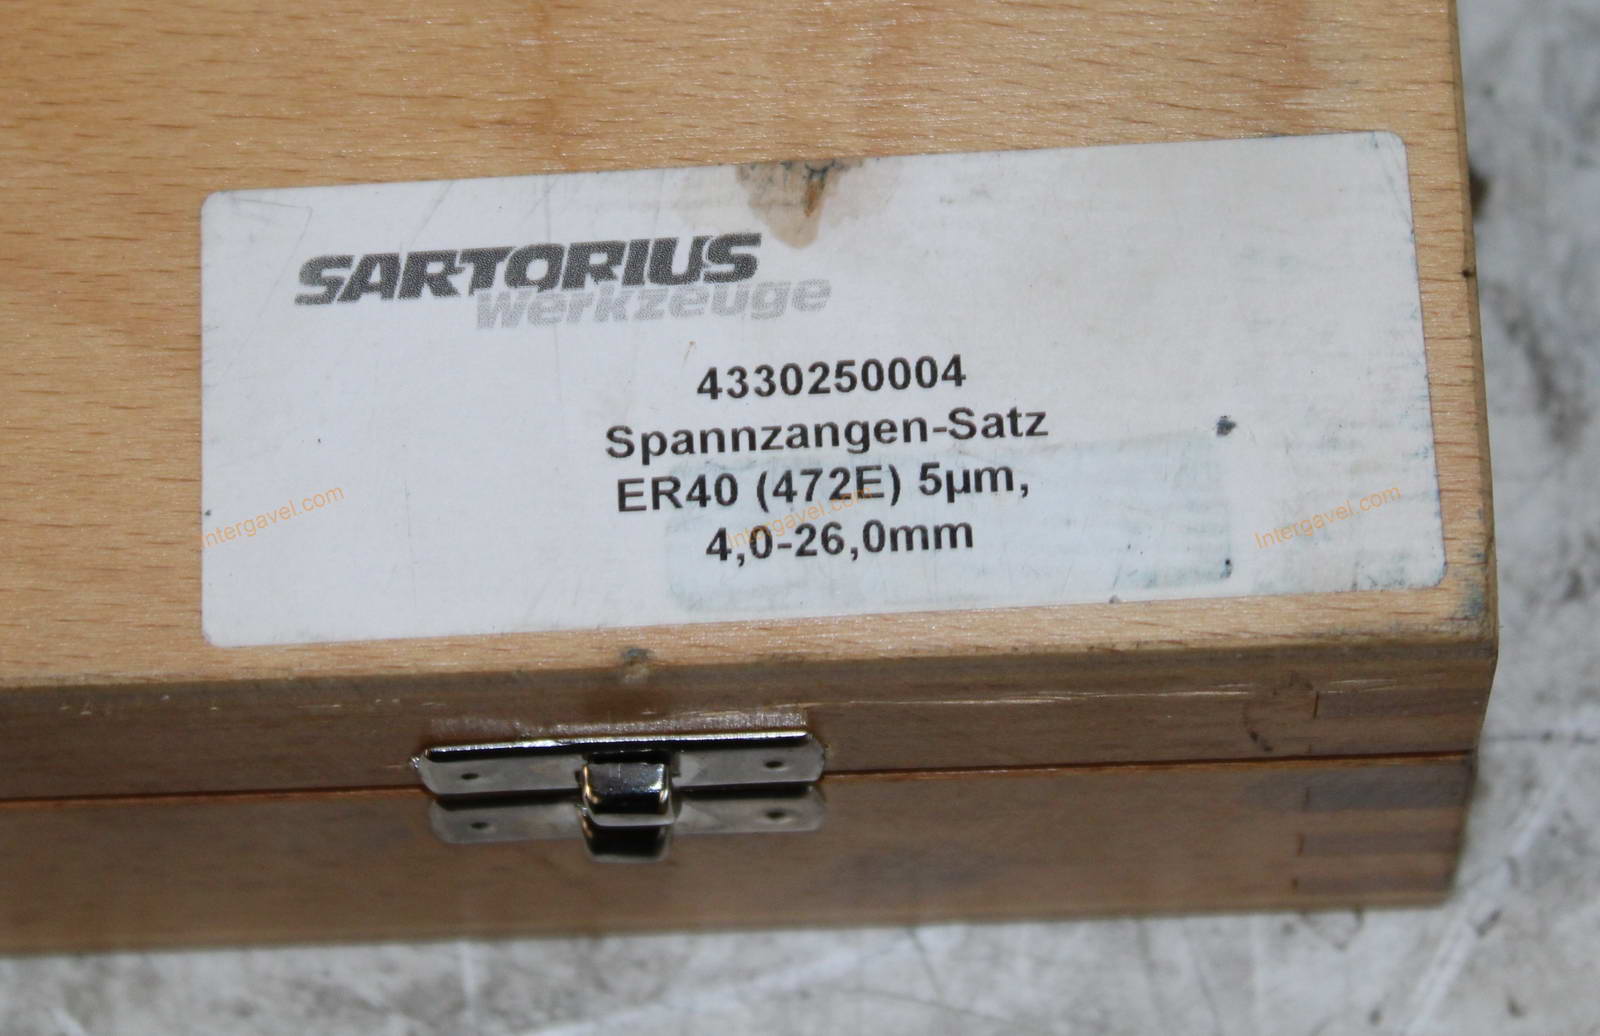 SARTORIUS
Werkzeuge
4330250004
Spannzangen-Satz
ER40 (472E) 5µm,
4,0-26,0mm
Intergavel.com
Intergavel.com
Intergavel.com